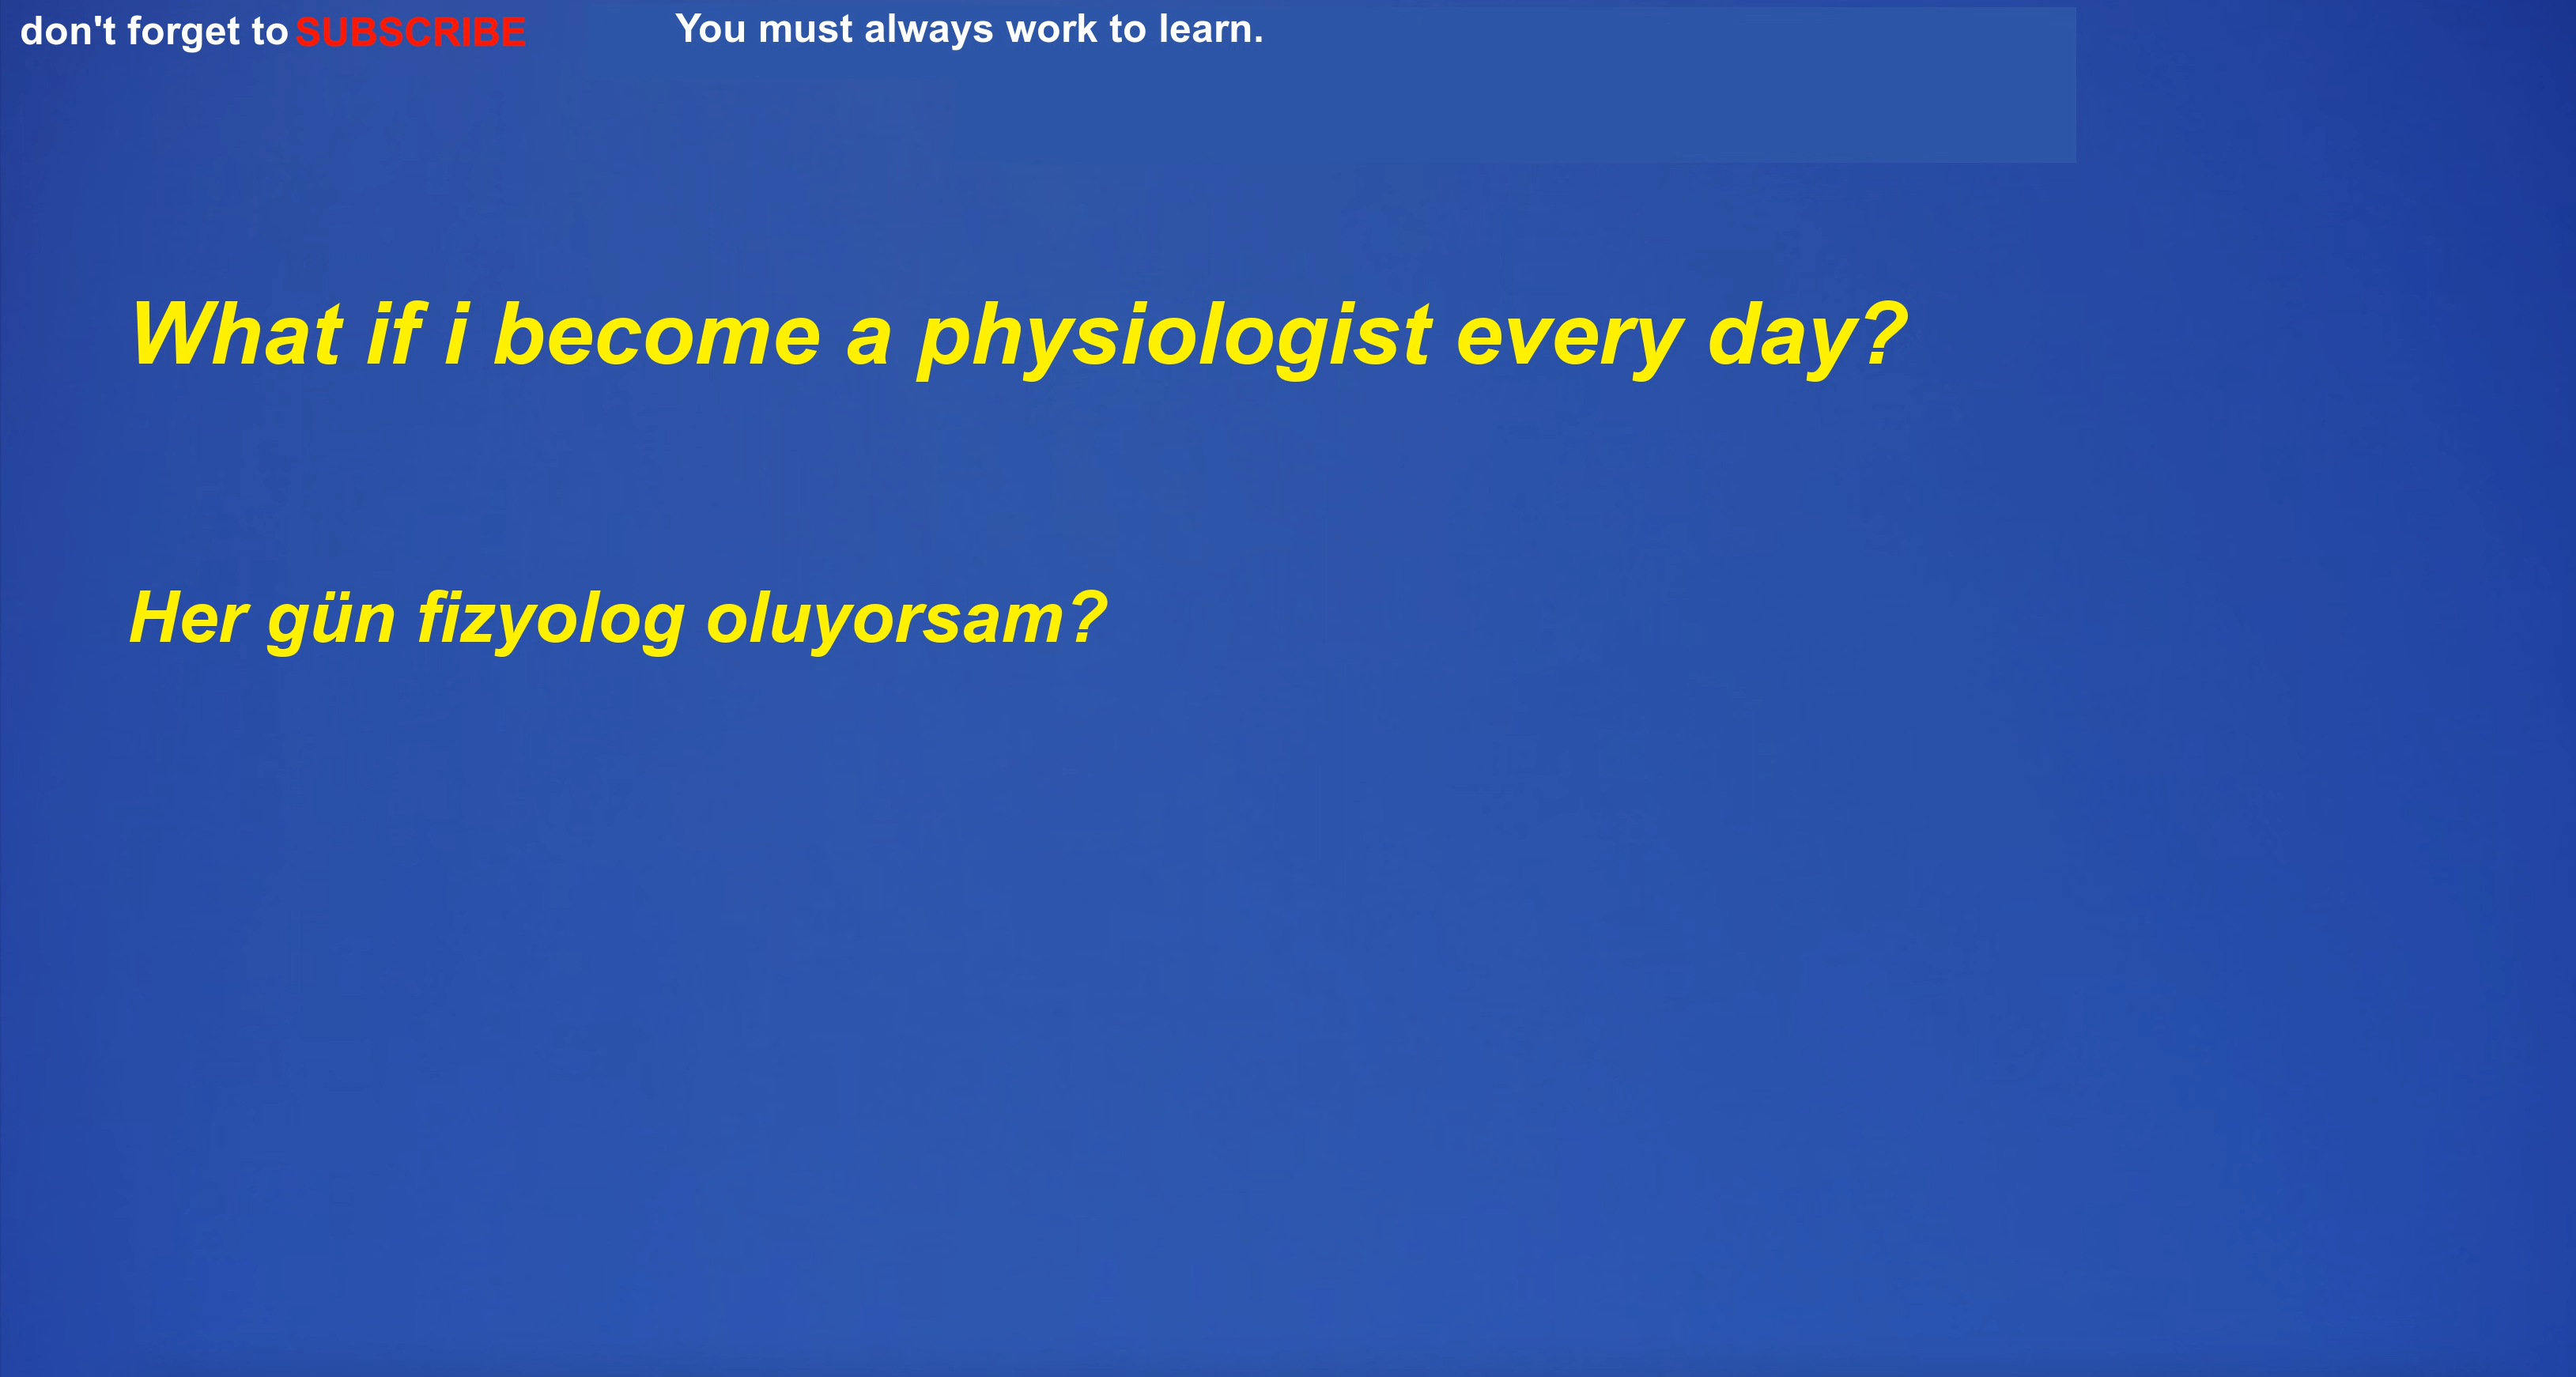 don't forget to SUBSCRIBE
You must always work to learn.
What if i become a physiologist every day?
Her gün fizyolog oluyorsam?